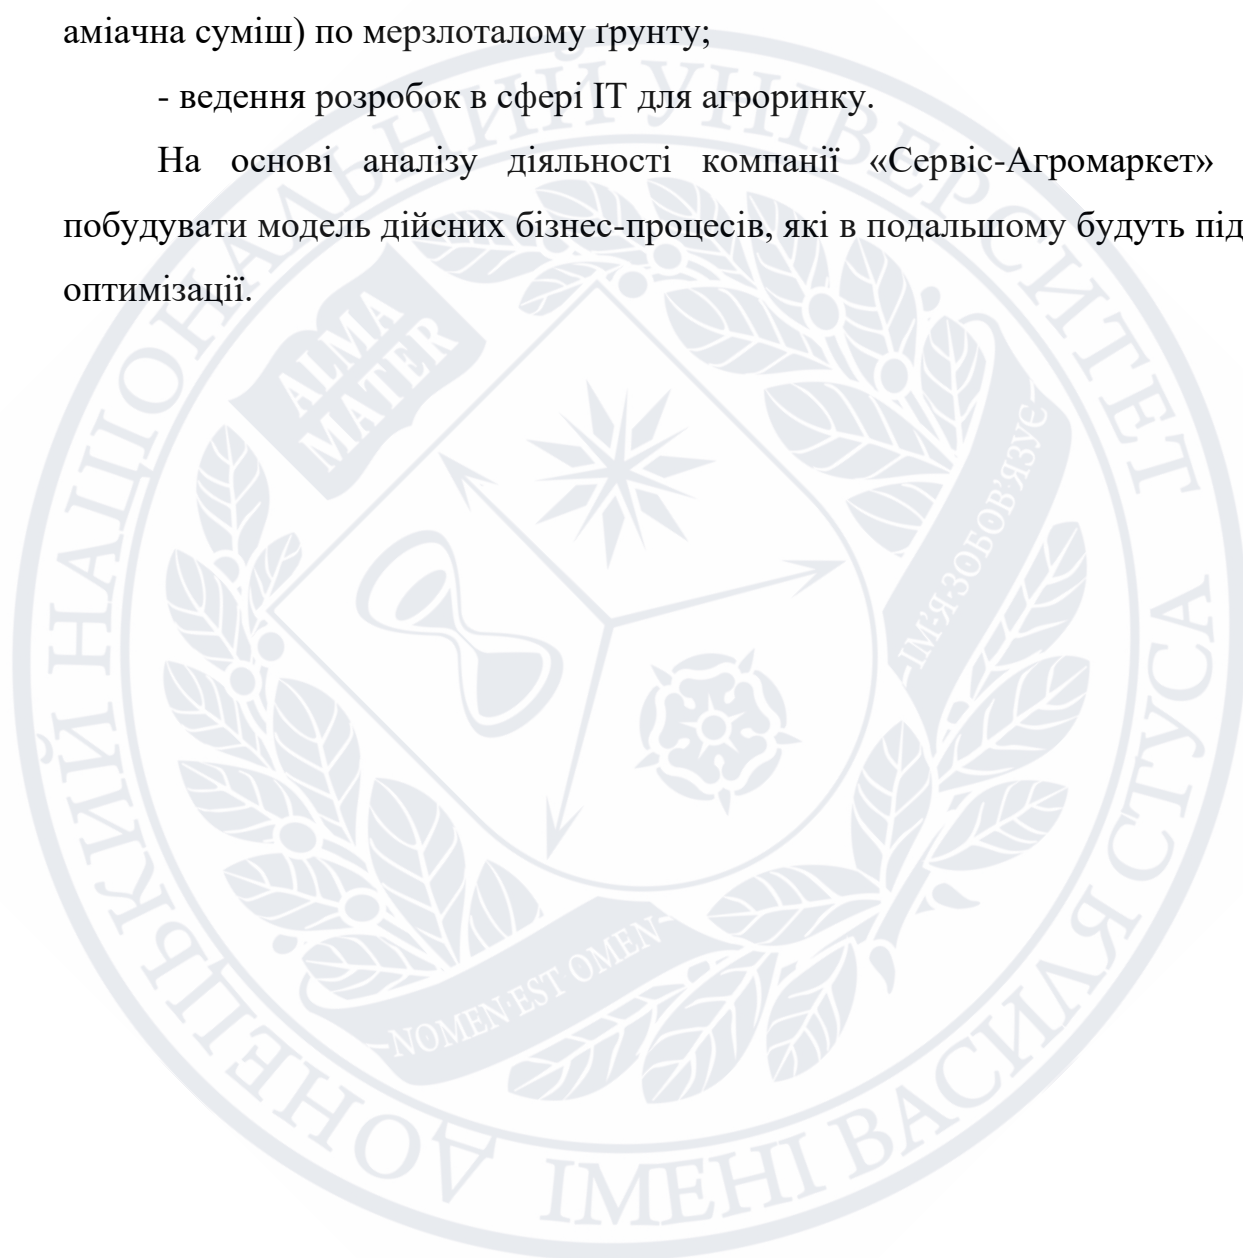 аміачна суміш) по мерзлоталому ґрунту;
- ведення розробок в сфері ІТ для агроринку.
На основі аналізу діяльності компанії «Сервіс-Агромаркет»
побудувати модель дійсних бізнес-процесів, які в подальшому будуть під
оптимізації.
ALMA
MATER
ІМ'Я·ЗОБОВ'ЯЗУЄ
NOMEN·EST OMEN
ДОНЕЦЬКИЙ НАЦІОНАЛЬНИЙ УНІВЕРСИТЕТ
ІМЕНІ ВАСИЛЯ СТУСА